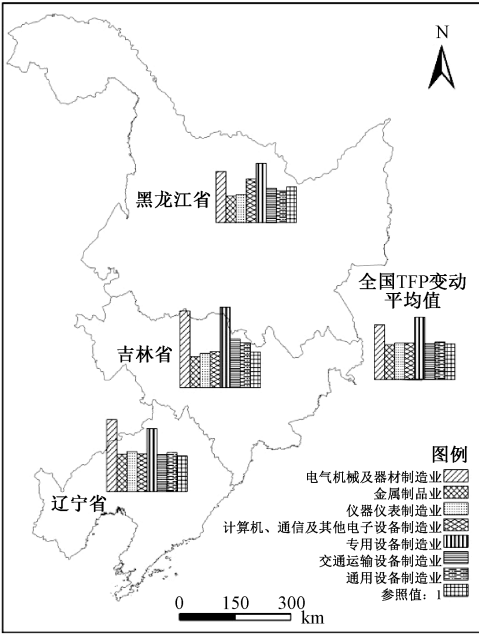 N
黑龙江省
全国TFP变动
平均值
吉林省
辽宁省
图例
电气机械及器材制造业
金属制品业
仪器仪表制造业
计算机、通信及其他电子设备制造业
专用设备制造业
交通运输设备制造业
通用设备制造业
参照值：1
0 150 300
km